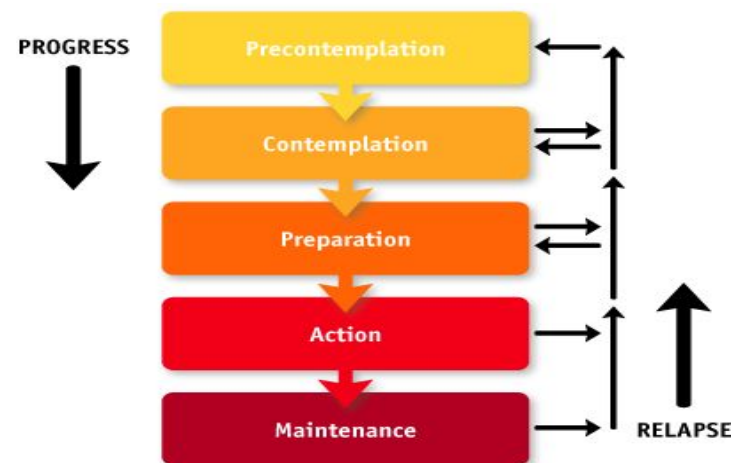 PROGRESS
Precontemplation
Contemplation
Preparation
Action
Maintenance
RELAPSE